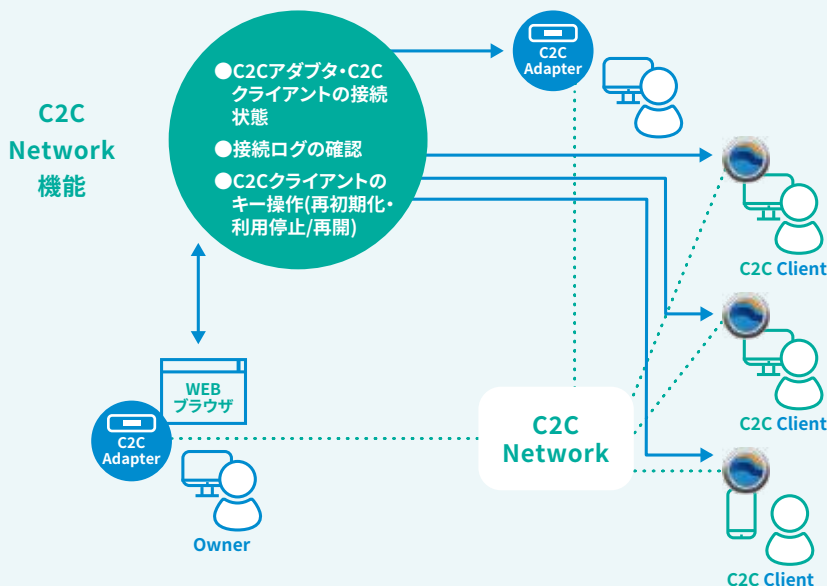 C2C
Network
機能
●C2Cアダプタ・C2C
クライアントの接続
状態
●接続ログの確認
●C2Cクライアントの
キー操作(再初期化・
利用停止/再開)
C2C
Adapter
C2C Client
C2C Client
WEB
ブラウザ
C2C
Adapter
Owner
C2C
Network
C2C Client